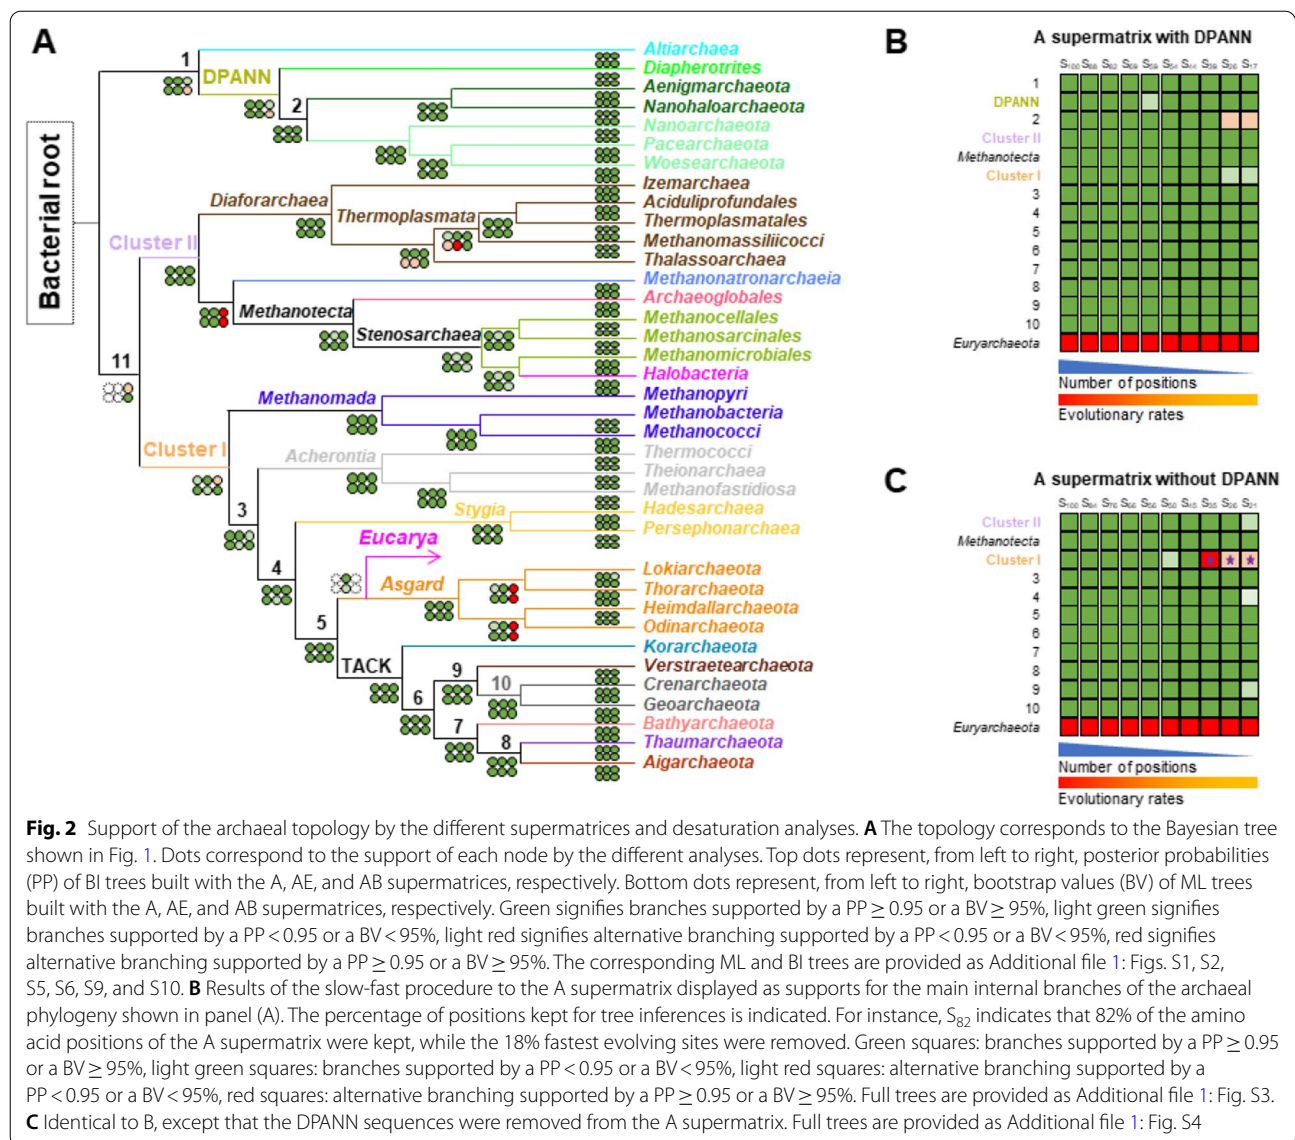 A
Bacterial root
1
DPANN
2
Altiarchaea
Diapherotrites
Aenigmarchaeota
Nanohaloarchaeota
Nanoarchaeota
Pacearchaeota
Woesearchaeota
Diaforarchaea
Thermoplasmata
Izemarchaea
Aciduliprofundales
Thermoplasmatales
Methanomassiliicocci
Thalassoarchaea
Cluster II
Methanotecta
Stenosarchaea
Methanonatronarchaeia
Archaeoglobales
Methanocellales
Methanosarcinales
Methanomicrobiales
Halobacteria
11
Cluster I
Methanomada
Methanopyri
Methanobacteria
Methanococci
Acherontia
Thermococci
Theionarchaea
Methanofastidiosa
3
Stygia
Hadesarchaea
Persephonarchaea
4
Eucarya
Asgard
Lokiarchaeota
Thorarchaeota
Heimdallarchaeota
Odinarchaeota
5
TACK
Korarchaeota
9
Verstraetearchaeota
10
Crenarchaeota
Geoarchaeota
6
7
Bathyarchaeota
8
Thaumarchaeota
Aigarchaeota
B
A supermatrix with DPANN
1
DPANN
2
Cluster II
Methanotecta
Cluster I
3
4
5
6
7
8
9
10
Euryarchaeota
Number of positions
Evolutionary rates
C
A supermatrix without DPANN
Cluster II
Methanotecta
Cluster I
3
4
5
6
7
8
9
10
Euryarchaeota
Number of positions
Evolutionary rates
Fig. 2 Support of the archaeal topology by the different supermatrices and desaturation analyses. A The topology corresponds to the Bayesian tree
shown in Fig. 1. Dots correspond to the support of each node by the different analyses. Top dots represent, from left to right, posterior probabilities
(PP) of BI trees built with the A, AE, and AB supermatrices, respectively. Bottom dots represent, from left to right, bootstrap values (BV) of ML trees
built with the A, AE, and AB supermatrices, respectively. Green signifies branches supported by a PP ≥ 0.95 or a BV ≥ 95%, light green signifies
branches supported by a PP < 0.95 or a BV < 95%, light red signifies alternative branching supported by a PP < 0.95 or a BV < 95%, red signifies
alternative branching supported by a PP ≥ 0.95 or a BV ≥ 95%. The corresponding ML and BI trees are provided as Additional file 1: Figs. S1, S2,
S5, S6, S9, and S10. B Results of the slow-fast procedure to the A supermatrix displayed as supports for the main internal branches of the archaeal
phylogeny shown in panel (A). The percentage of positions kept for tree inferences is indicated. For instance, S82 indicates that 82% of the amino
acid positions of the A supermatrix were kept, while the 18% fastest evolving sites were removed. Green squares: branches supported by a PP ≥ 0.95
or a BV ≥ 95%, light green squares: branches supported by a PP < 0.95 or a BV < 95%, light red squares: alternative branching supported by a
PP < 0.95 or a BV < 95%, red squares: alternative branching supported by a PP ≥ 0.95 or a BV ≥ 95%. Full trees are provided as Additional file 1: Fig. S3.
C Identical to B, except that the DPANN sequences were removed from the A supermatrix. Full trees are provided as Additional file 1: Fig. S4